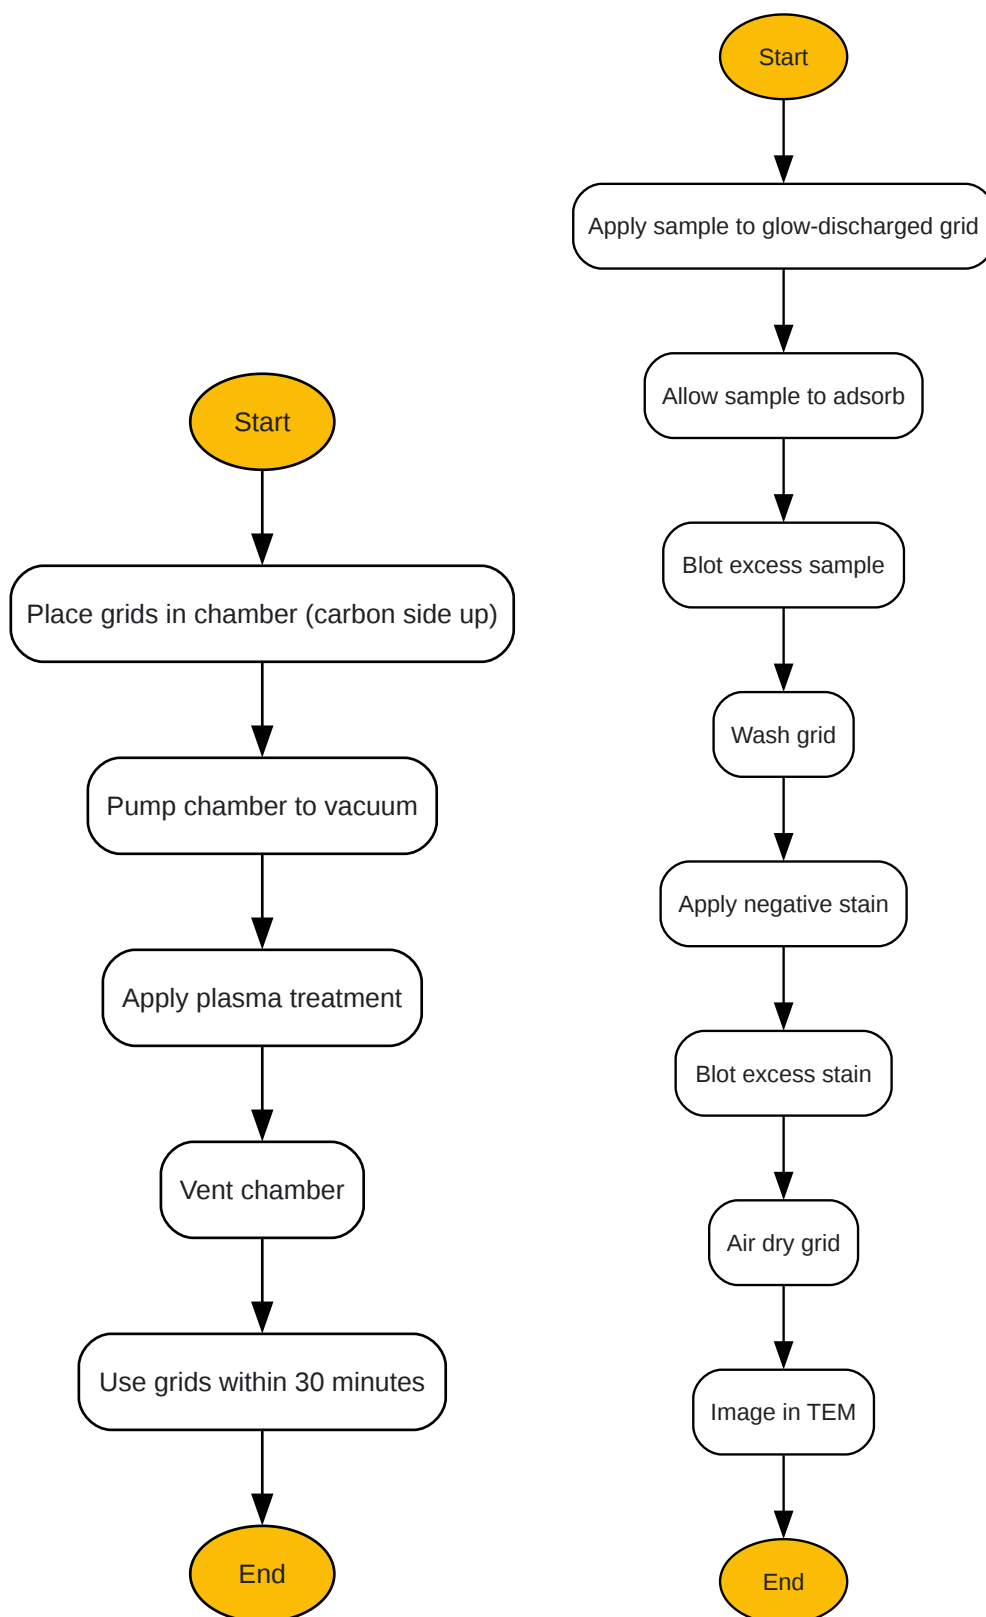 Start
Place grids in chamber (carbon side up)
Pump chamber to vacuum
Apply plasma treatment
Vent chamber
Use grids within 30 minutes
End
Start
Apply sample to glow-discharged grid
Allow sample to adsorb
Blot excess sample
Wash grid
Apply negative stain
Blot excess stain
Air dry grid
Image in TEM
End